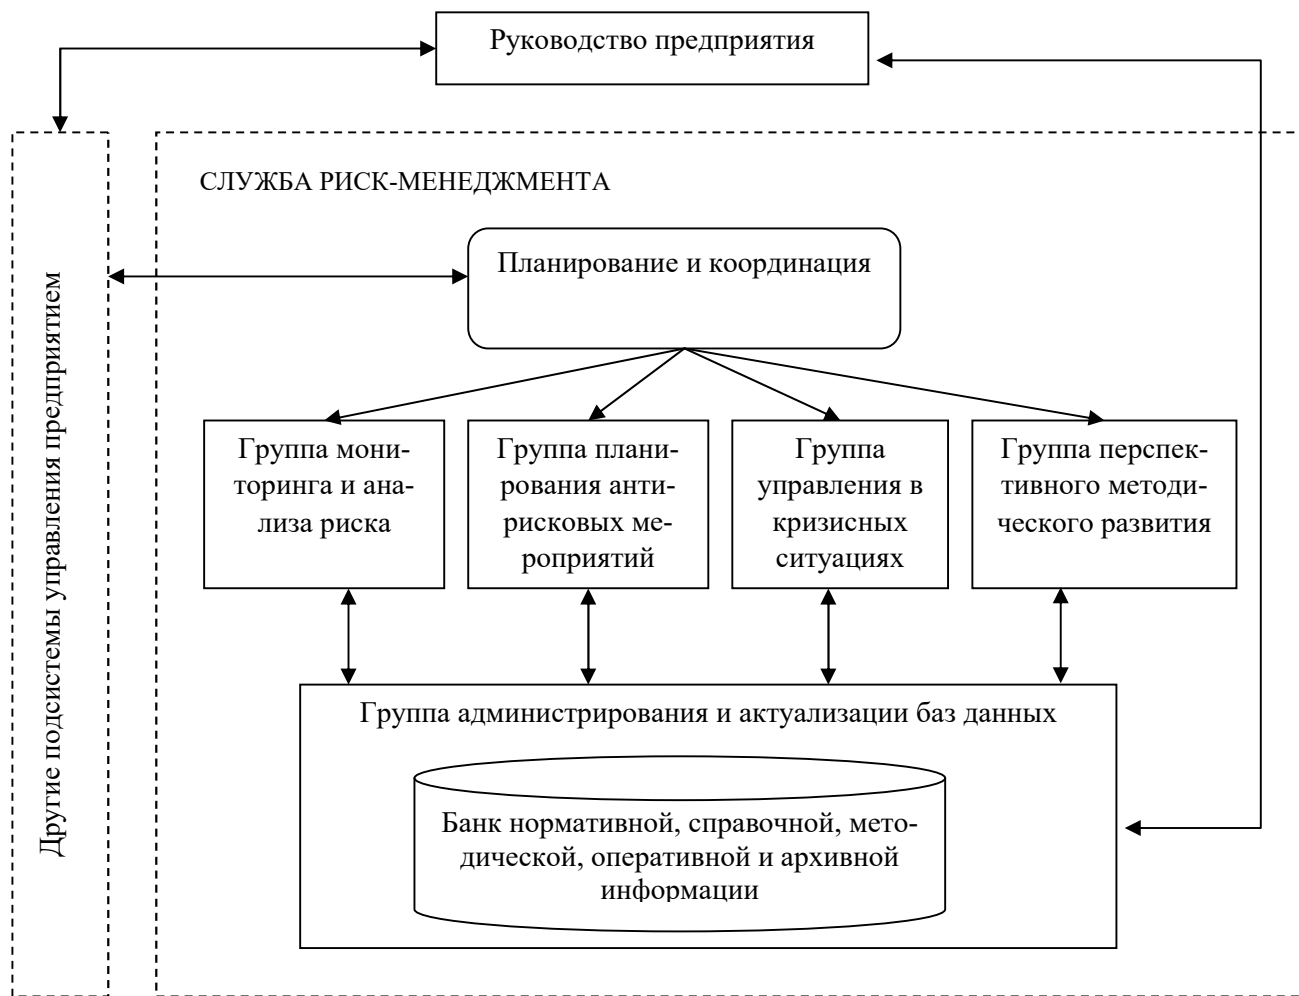 Руководство предприятия
СЛУЖБА РИСК-МЕНЕДЖМЕНТА
Другие подсистемы управления предприятием
Планирование и координация
Группа мони-
торинга и ана-
лиза риска
Группа плани-
рования анти-
рисковых ме-
роприятий
Группа
управления в
кризисных
ситуациях
Группа перспек-
тивного методи-
ческого развития
Группа администрирования и актуализации баз данных
Банк нормативной, справочной, мето-
дической, оперативной и архивной
информации